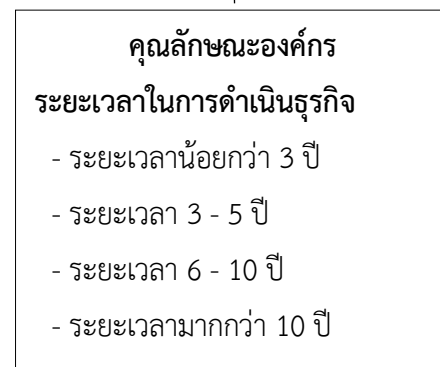 คุณลักษณะองค์กร
ระยะเวลาในการดำเนินธุรกิจ
- ระยะเวลาน้อยกว่า 3 ปี
- ระยะเวลา 3 - 5 ปี
- ระยะเวลา 6 - 10 ปี
- ระยะเวลามากกว่า 10 ปี